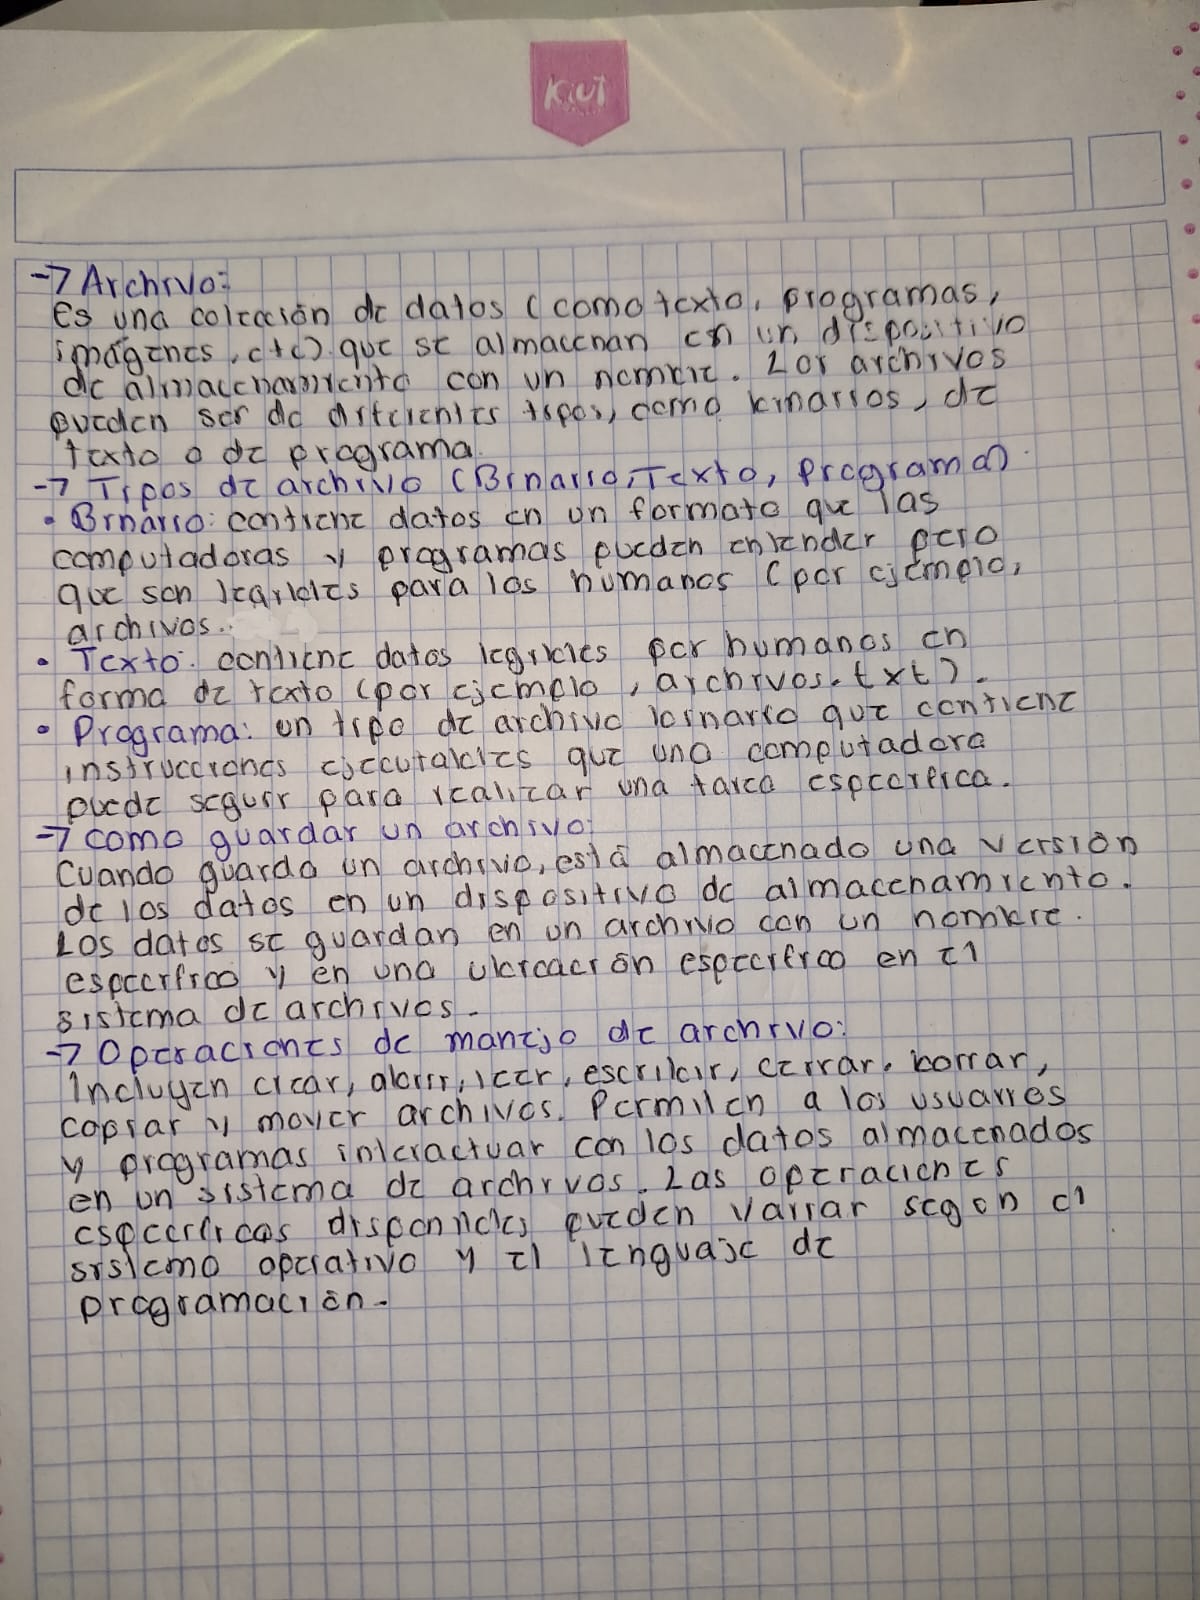 Kiut
→ Archivo:
Es una colección de datos (como texto, programas,
imágenes, etc). que se almacenan en un dispositivo
de almacenamiento con un nombre. Los archivos
pueden ser de diferentes tipos, como binarios, de
texto o de programa.
→ Tipos de archivo (Binario, Texto, programa)
• Binario: contiene datos en un formato que las
computadoras y programas pueden entender pero
que son legibles para los humanos (por ejemplo,
archivos.
• Texto: contiene datos legibles por humanos en
forma de texto (por ejemplo, archivos.txt).
• Programa: un tipo de archivo binario que contiene
instrucciones ejecutables que una computadora
puede seguir para realizar una tarea especifica.
→ como guardar un archivo:
Cuando guarda un archivo, está almacenado una versión
de los datos en un dispositivo de almacenamiento.
Los datos se guardan en un archivo con un nombre.
especifico y en una ubicación especifico en el
sistema de archivos.
→ Operaciones de manejo de archivo:
Incluyen crear, abrir, leer, escribir, cerrar, borrar,
copiar y mover archivos. Permiten a los usuarios
y programas interactuar con los datos almacenados
en un sistema de archivos. Las operaciones
especificas disponibles pueden variar segun el
sistema operativo y el lenguaje de
programación.